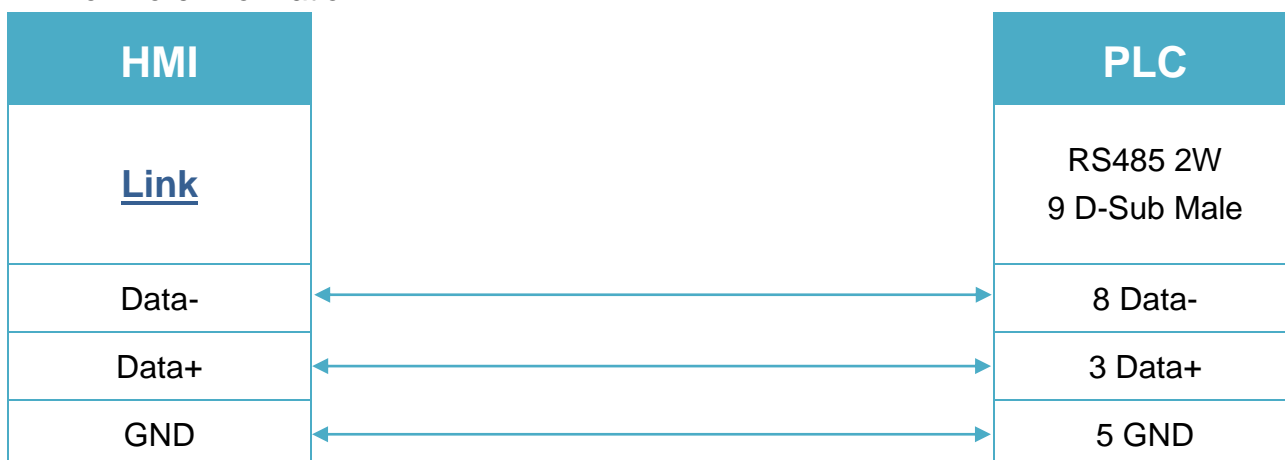 HMI PLC
Link RS485 2W
9 D-Sub Male
Data- 8 Data-
Data+ 3 Data+
GND 5 GND